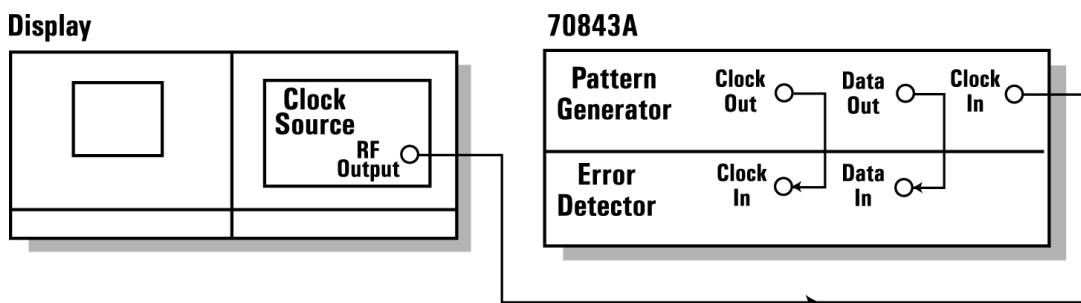 Display
Clock
Source
RF
Output
70843A
Pattern
Generator
Clock
Out
Data
Out
Clock
In
Error
Detector
Clock
In
Data
In